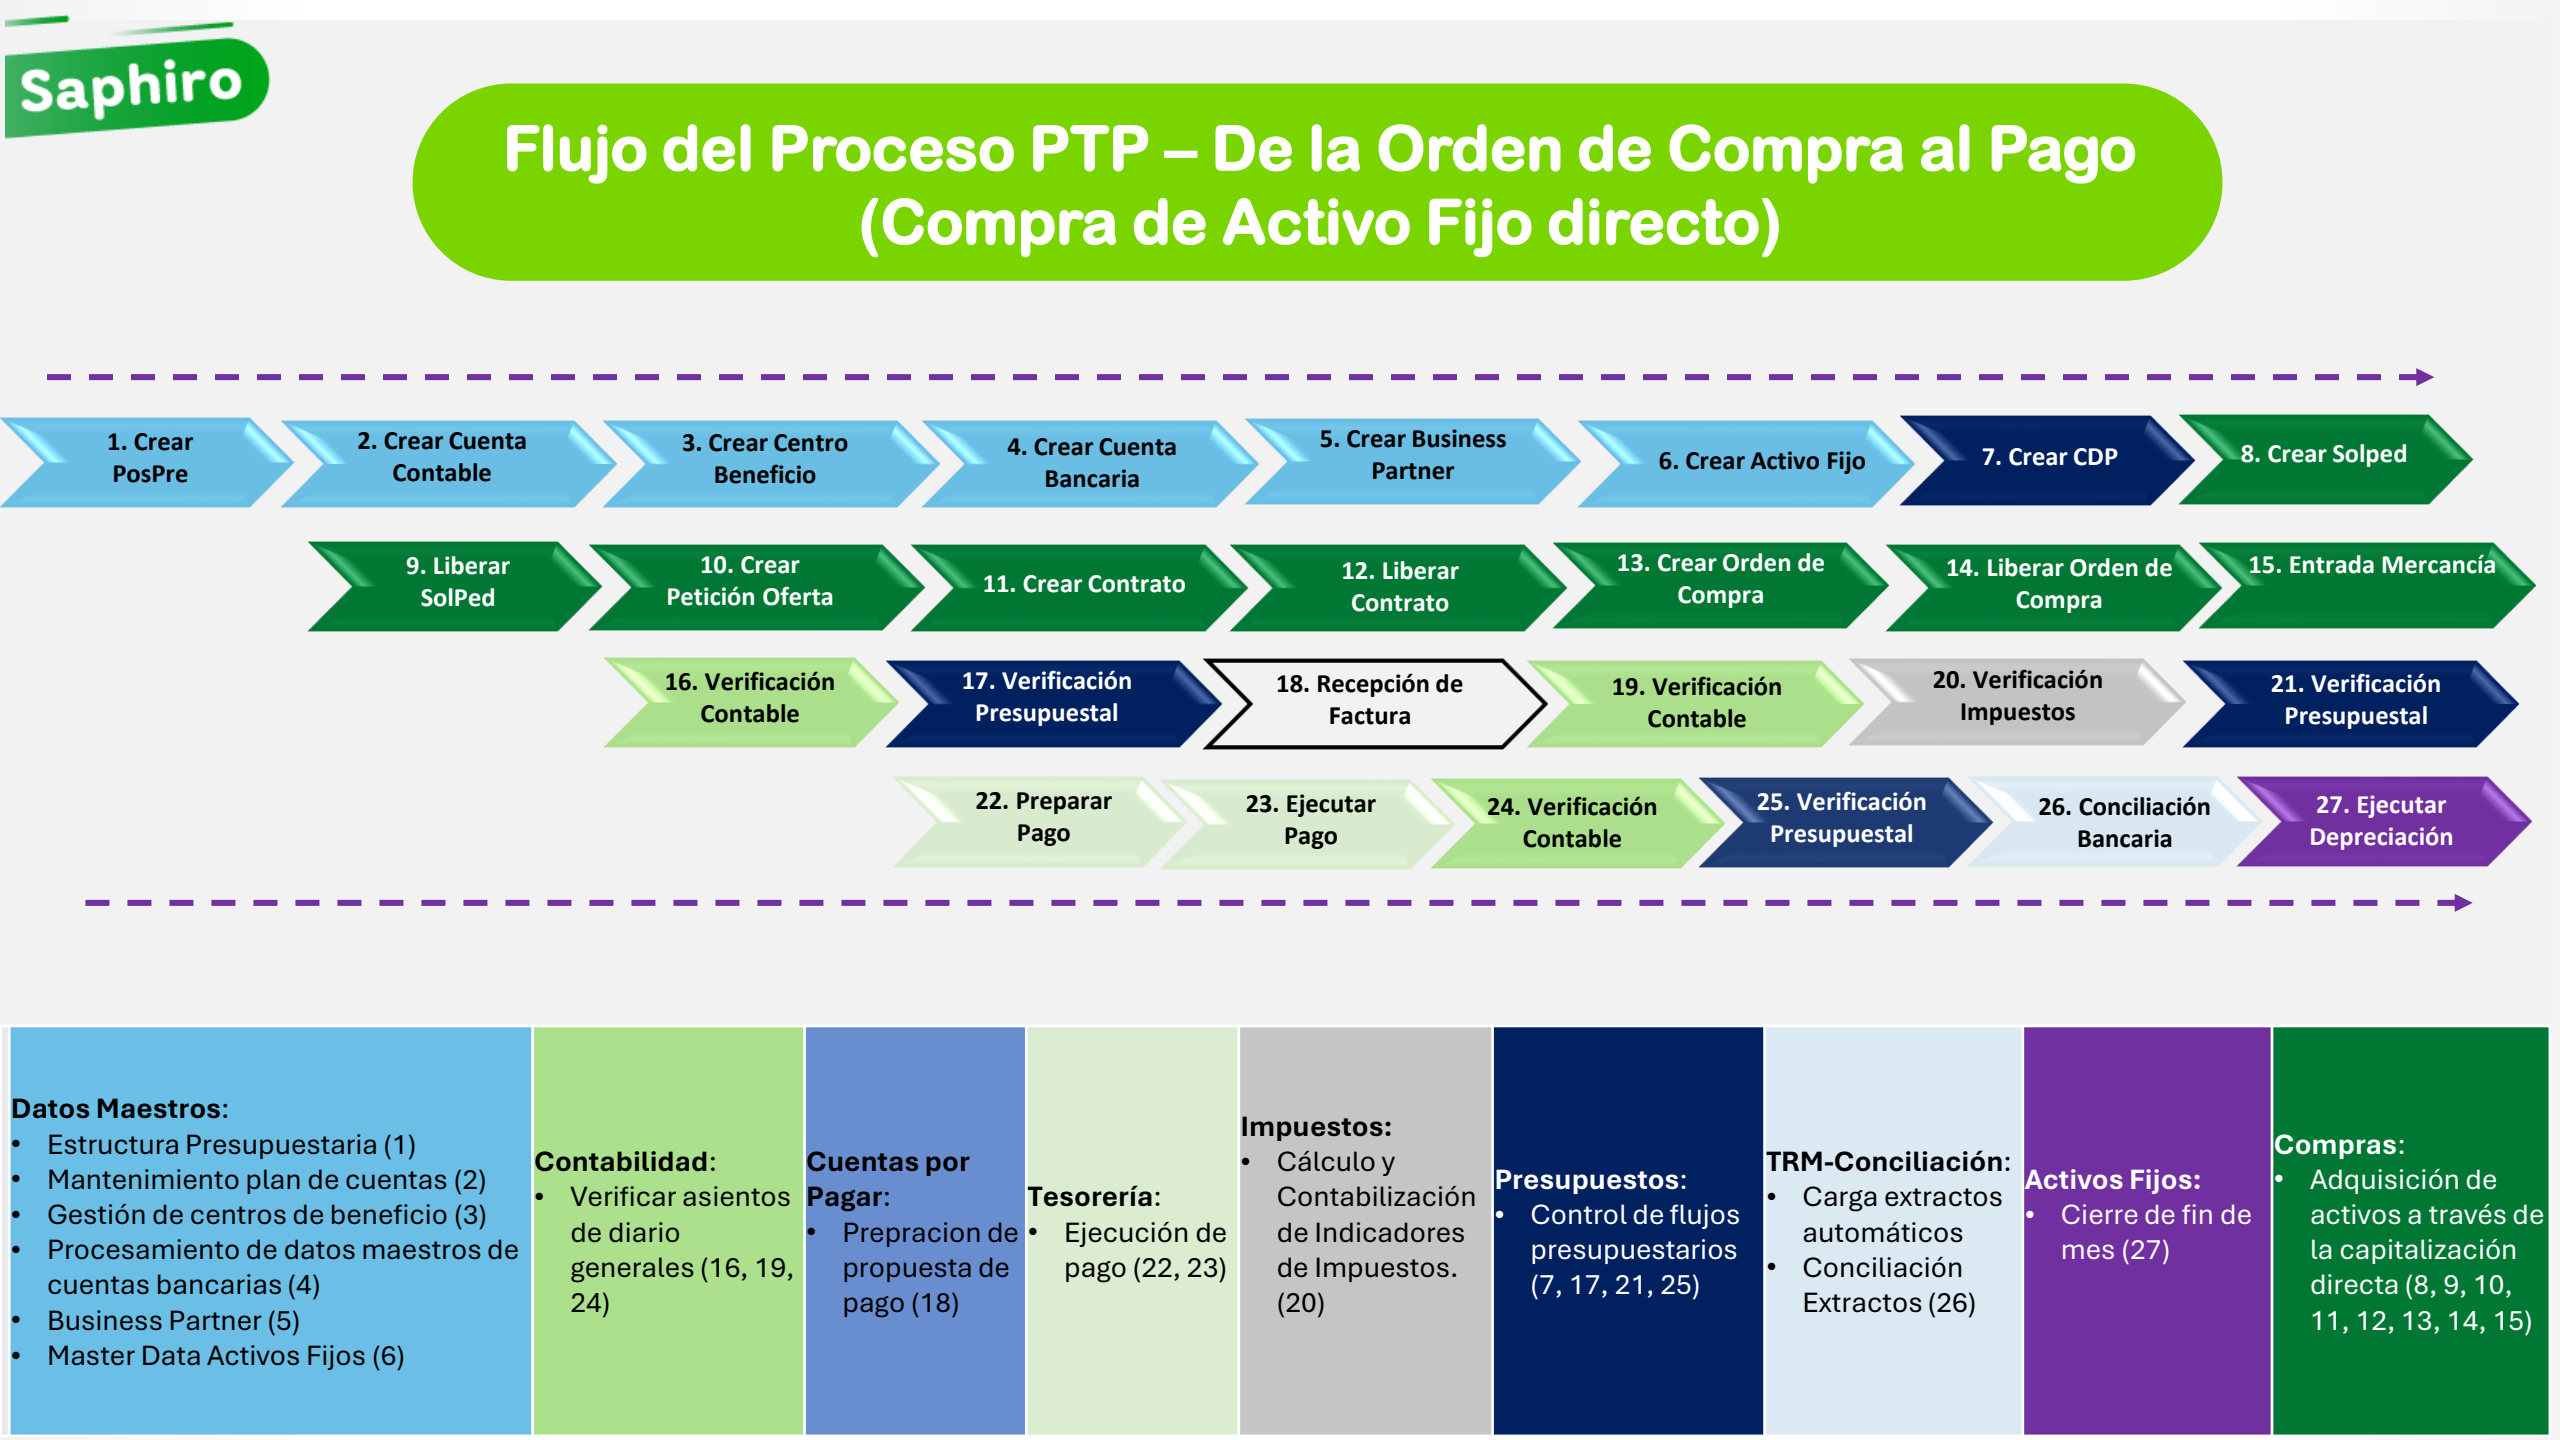 Saphiro
Flujo del Proceso PTP – De la Orden de Compra al Pago
(Compra de Activo Fijo directo)
1. Crear
PosPre
2. Crear Cuenta
Contable
3. Crear Centro
Beneficio
4. Crear Cuenta
Bancaria
5. Crear Business
Partner
6. Crear Activo Fijo
7. Crear CDP
8. Crear Solped
9. Liberar
SolPed
10. Crear
Petición Oferta
11. Crear Contrato
12. Liberar
Contrato
13. Crear Orden de
Compra
14. Liberar Orden de
Compra
15. Entrada Mercancía
16. Verificación
Contable
17. Verificación
Presupuestal
18. Recepción de
Factura
19. Verificación
Contable
20. Verificación
Impuestos
21. Verificación
Presupuestal
22. Preparar
Pago
23. Ejecutar
Pago
24. Verificación
Contable
25. Verificación
Presupuestal
26. Conciliación
Bancaria
27. Ejecutar
Depreciación
Datos Maestros:
• Estructura Presupuestaria (1)
• Mantenimiento plan de cuentas (2)
• Gestión de centros de beneficio (3)
• Procesamiento de datos maestros de
cuentas bancarias (4)
• Business Partner (5)
• Master Data Activos Fijos (6)
Contabilidad:
• Verificar asientos
de diario
generales (16, 19,
24)
Cuentas por
Pagar:
• Prepracion de
propuesta de
pago (18)
Tesorería:
• Ejecución de
pago (22, 23)
Impuestos:
• Cálculo y
Contabilización
de Indicadores
de Impuestos.
(20)
Presupuestos:
• Control de flujos
presupuestarios
(7, 17, 21, 25)
TRM-Conciliación:
• Carga extractos
automáticos
• Conciliación
Extractos (26)
Activos Fijos:
• Cierre de fin de
mes (27)
Compras:
• Adquisición de
activos a través de
la capitalización
directa (8, 9, 10,
11, 12, 13, 14, 15)